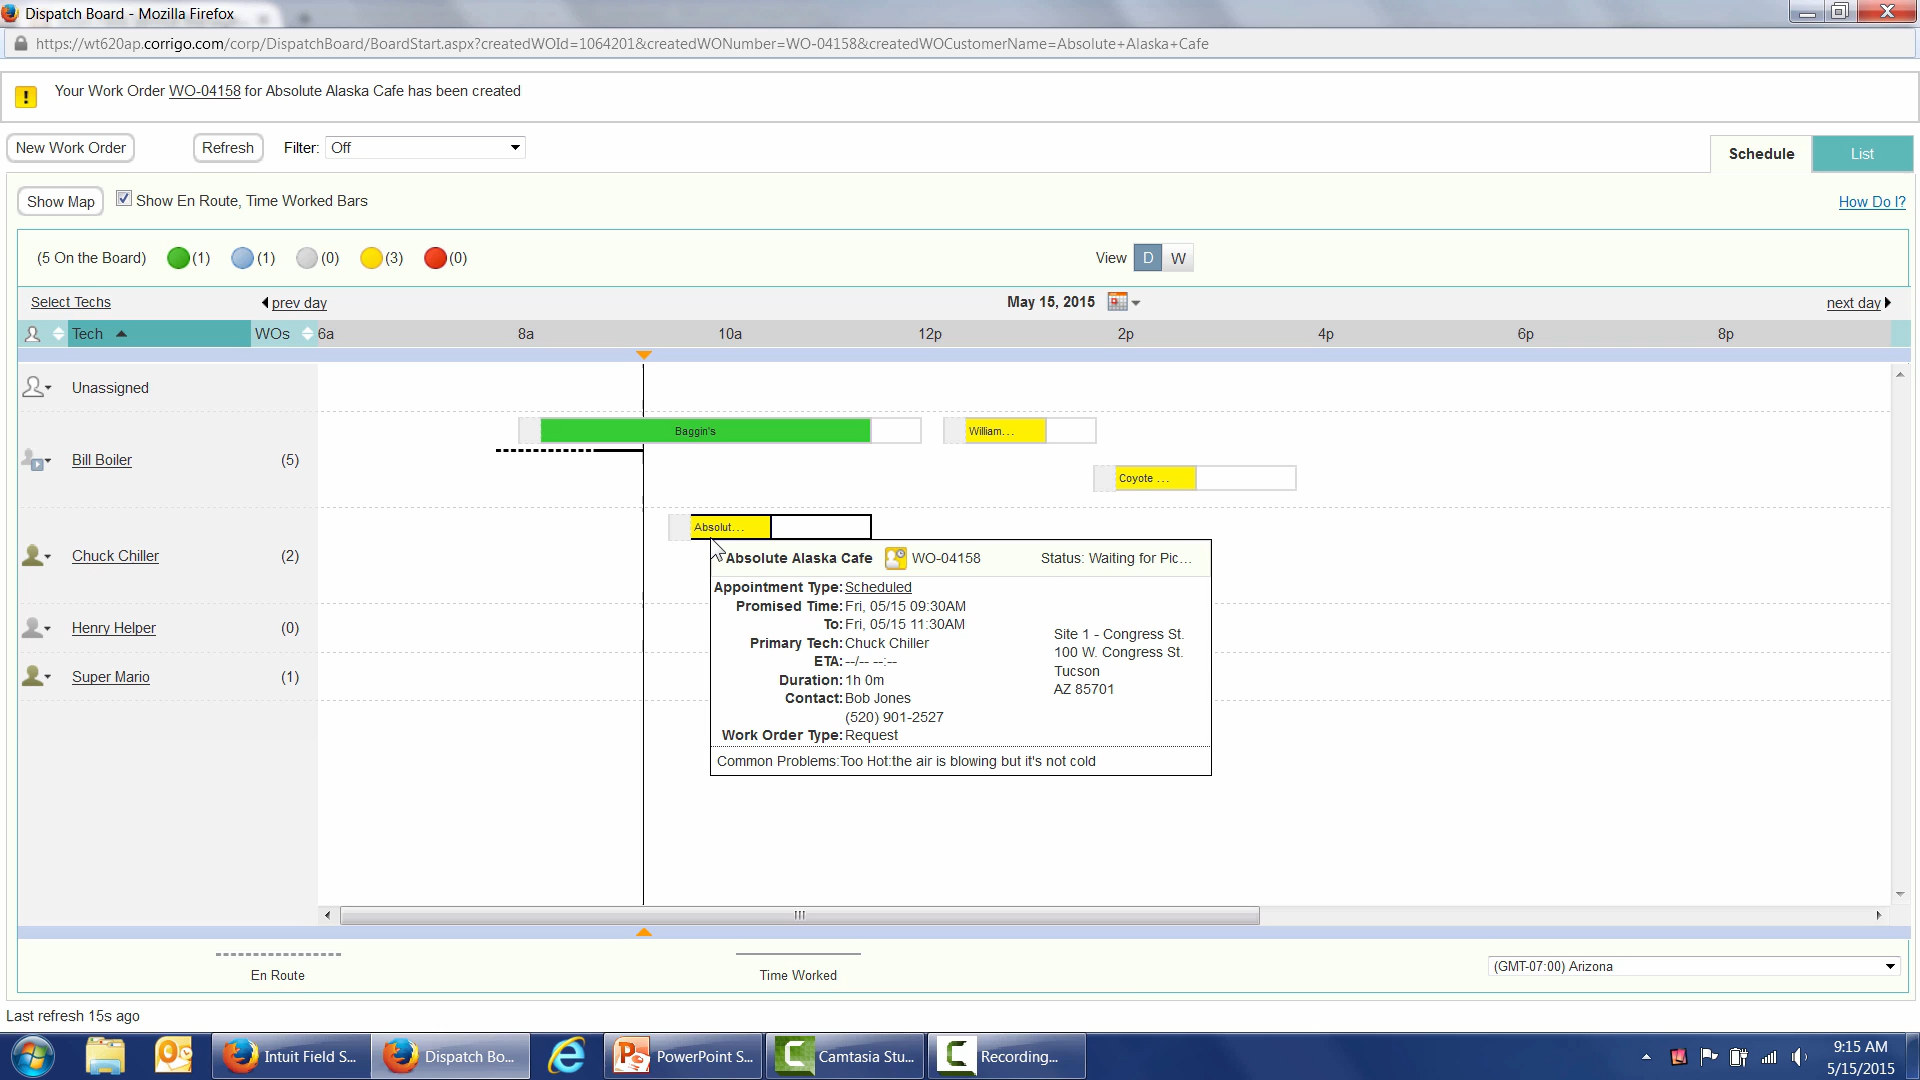 Dispatch Board - Mozilla Firefox
https://wt620ap.corrigo.com/corp/DispatchBoard/BoardStart.aspx?createdWOId=1064201&createdWONumber=WO-04158&createdWOCustomerName=Absolute+Alaska+Cafe
! Your Work Order WO-04158 for Absolute Alaska Cafe has been created
New Work Order Refresh Filter: Off Schedule List
Show Map Show En Route, Time Worked Bars How Do I?
(5 On the Board) (1) (1) (0) (3) (0) View D W
Select Techs prev day May 15, 2015 next day
Tech WOs 6a 8a 10a 12p 2p 4p 6p 8p
Unassigned
Baggin's William...
Bill Boiler (5)
Coyote ...
Absolut...
Chuck Chiller (2)
Absolute Alaska Cafe WO-04158 Status: Waiting for Pic...
Appointment Type: Scheduled
Promised Time: Fri, 05/15 09:30AM
To: Fri, 05/15 11:30AM
Primary Tech: Chuck Chiller
ETA: --/-- --:--
Duration: 1h 0m
Contact: Bob Jones
(520) 901-2527
Work Order Type: Request
Site 1 - Congress St.
100 W. Congress St.
Tucson
AZ 85701
Common Problems:Too Hot:the air is blowing but it's not cold
Henry Helper (0)
Super Mario (1)
En Route Time Worked (GMT-07:00) Arizona
Last refresh 15s ago
Intuit Field S... Dispatch Bo... PowerPoint S... Camtasia Stu... Recording...
9:15 AM
5/15/2015